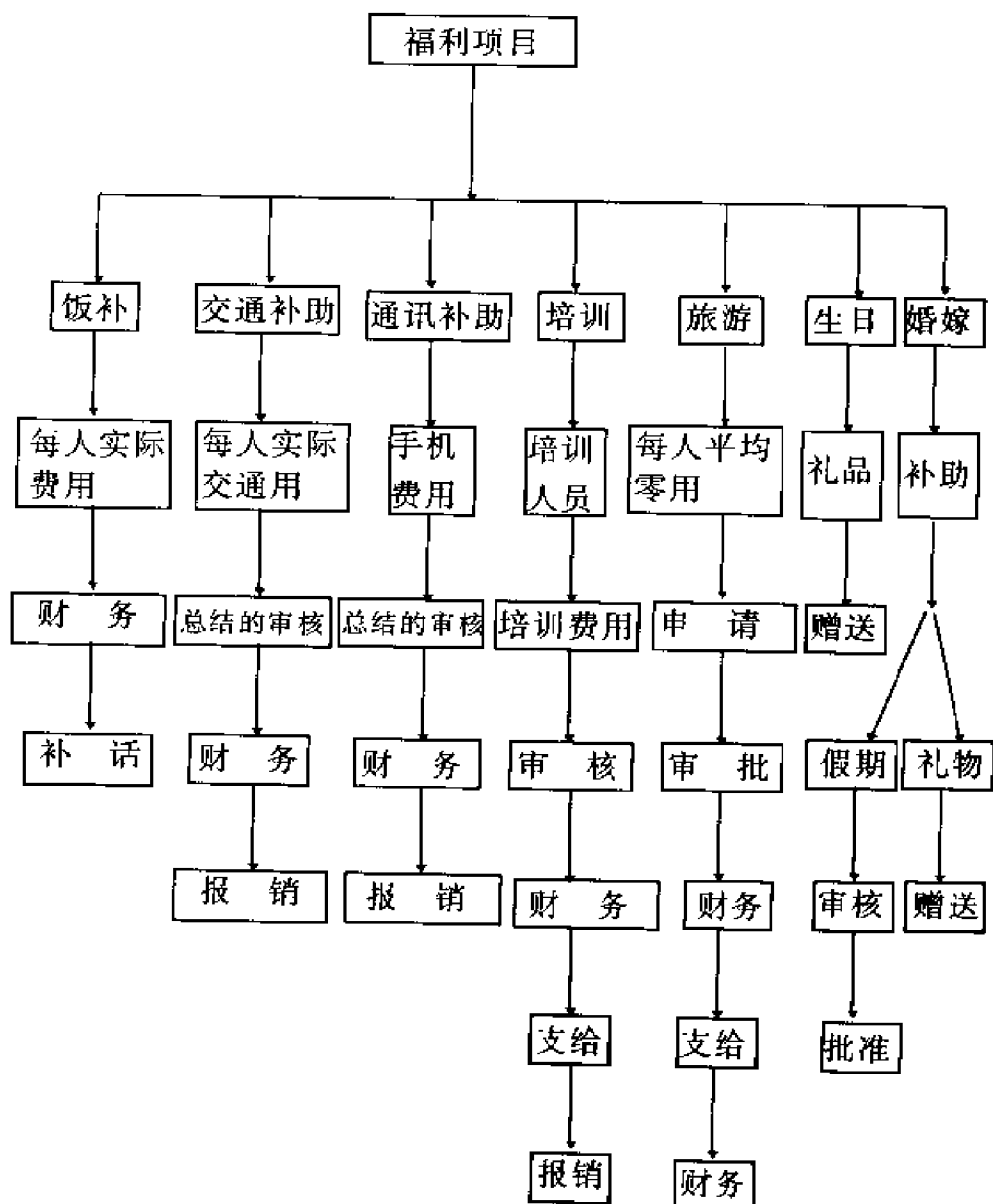 福利项目
饭补
交通补助
通讯补助
培训
旅游
生日
婚嫁
每人实际
费用
每人实际
交通用
手机
费用
培训
人员
每人平均
零用
礼品
补助
财 务
总结的审核
总结的审核
培训费用
申 请
赠送
补 话
财 务
财 务
审 核
审 批
假期
礼物
报 销
报 销
财 务
财务
审核
赠送
支给
支给
批准
报销
财务